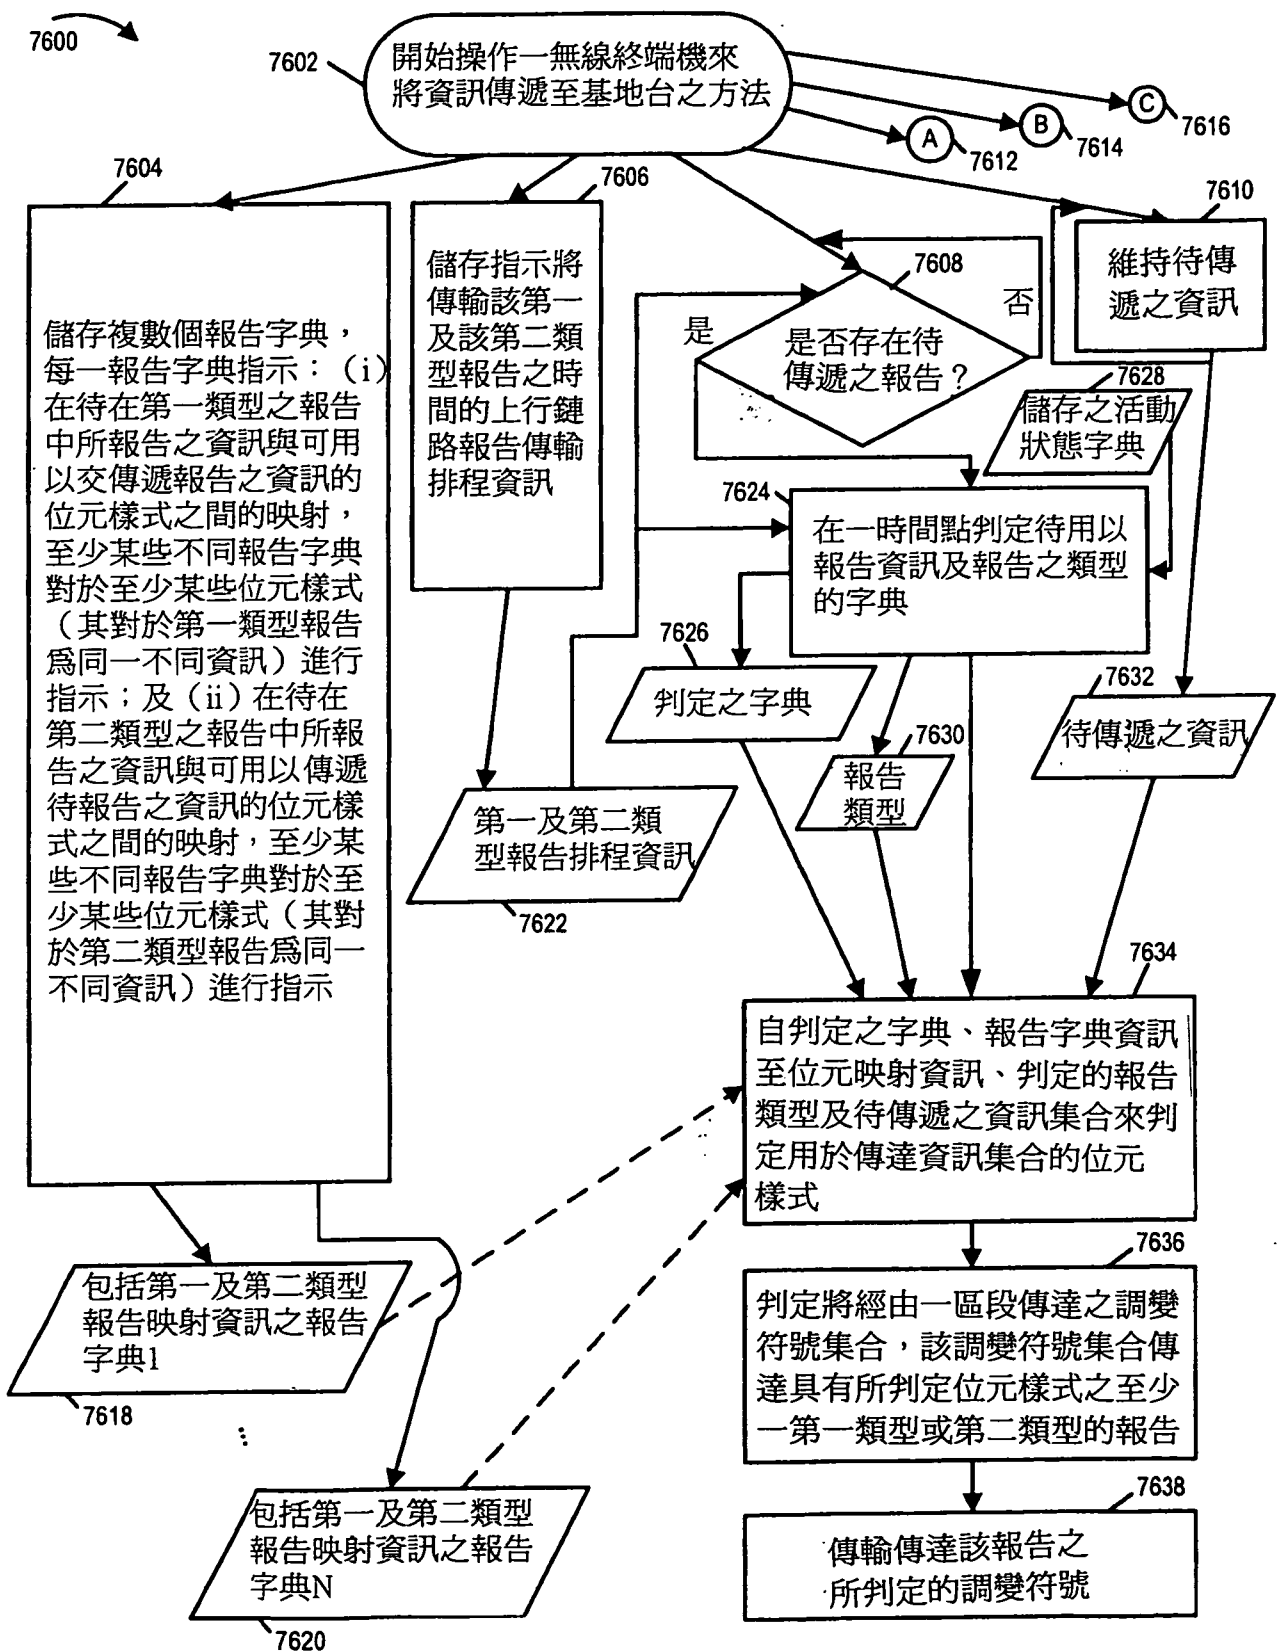 7600
7602
開始操作一無線終端機來
將資訊傳遞至基地台之方法
C
7616
B
7614
A
7612
7604
儲存複數個報告字典，
每一報告字典指示：（i）
在待在第一類型之報告
中所報告之資訊與可用
以交傳遞報告之資訊的
位元樣式之間的映射，
至少某些不同報告字典
對於至少某些位元樣式
（其對於第一類型報告
爲同一不同資訊）進行
指示；及（ii）在待在
第二類型之報告中所報
告之資訊與可用以傳遞
待報告之資訊的位元樣
式之間的映射，至少某
些不同報告字典對於至
少某些位元樣式（其對
於第二類型報告爲同一
不同資訊）進行指示
7606
儲存指示將
傳輸該第一
及該第二類
型報告之時
間的上行鏈
路報告傳輸
排程資訊
7608
是
否
是否存在待
傳遞之報告？
7610
維持待傳
遞之資訊
7628
儲存之活動
狀態字典
7624
在一時間點判定待用以
報告資訊及報告之類型
的字典
7626
判定之字典
7630
報告
類型
7632
待傳遞之資訊
第一及第二類
型報告排程資訊
7622
7634
自判定之字典、報告字典資訊
至位元映射資訊、判定的報告
類型及待傳遞之資訊集合來判
定用於傳達資訊集合的位元
樣式
7636
判定將經由一區段傳達之調變
符號集合，該調變符號集合傳
達具有所判定位元樣式之至少
一第一類型或第二類型的報告
7638
傳輸傳達該報告之
所判定的調變符號
包括第一及第二類型
報告映射資訊之報告
字典1
7618
包括第一及第二類型
報告映射資訊之報告
字典N
7620